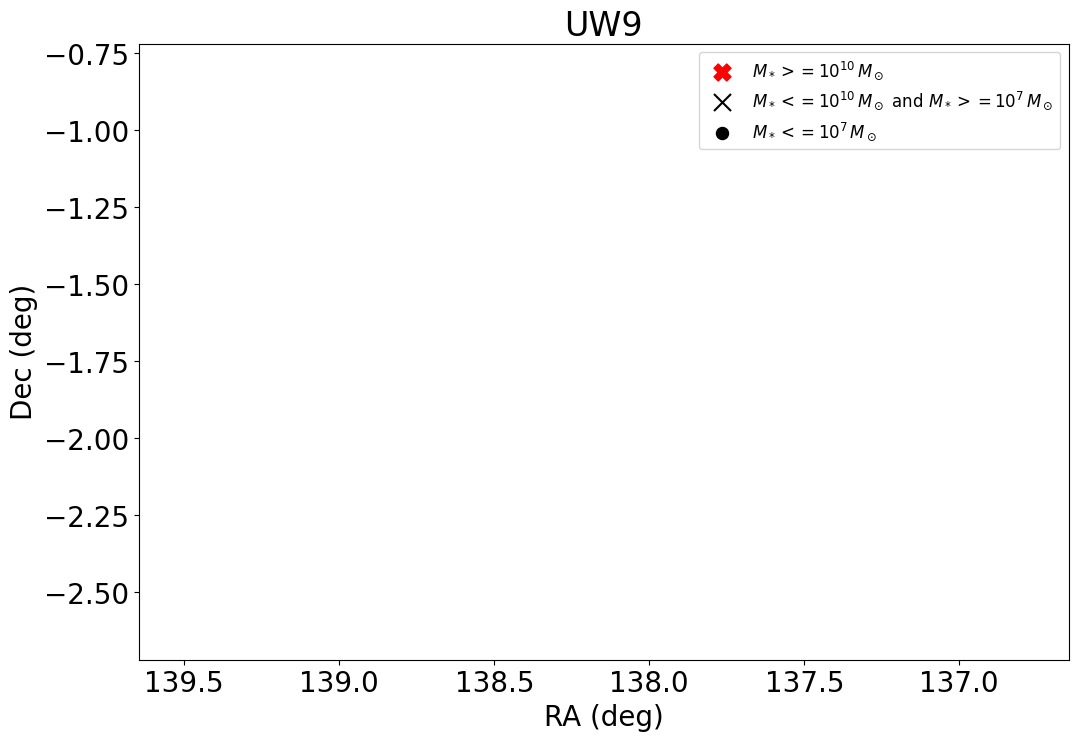 UW9
−0.75
−1.00
−1.25
−1.50
−1.75
−2.00
−2.25
−2.50
Dec (deg)
M* >= 10^10 M⊙
M* <= 10^10 M⊙ and M* >= 10^7 M⊙
M* <= 10^7 M⊙
139.5 139.0 138.5 138.0 137.5 137.0
RA (deg)